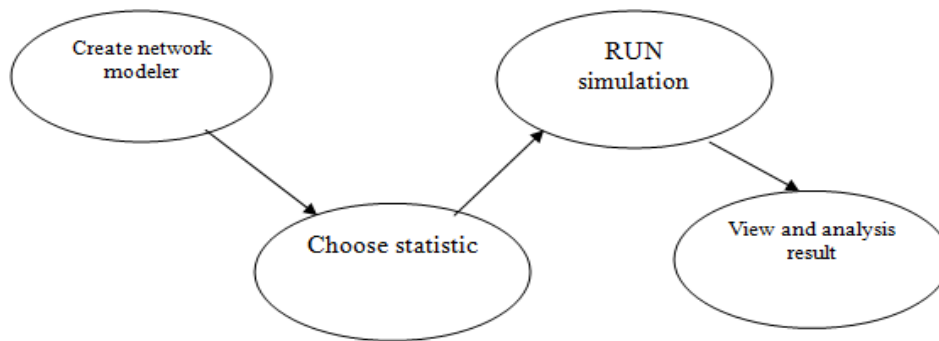 Create network
modeler
Choose statistic
RUN
simulation
View and analysis
result